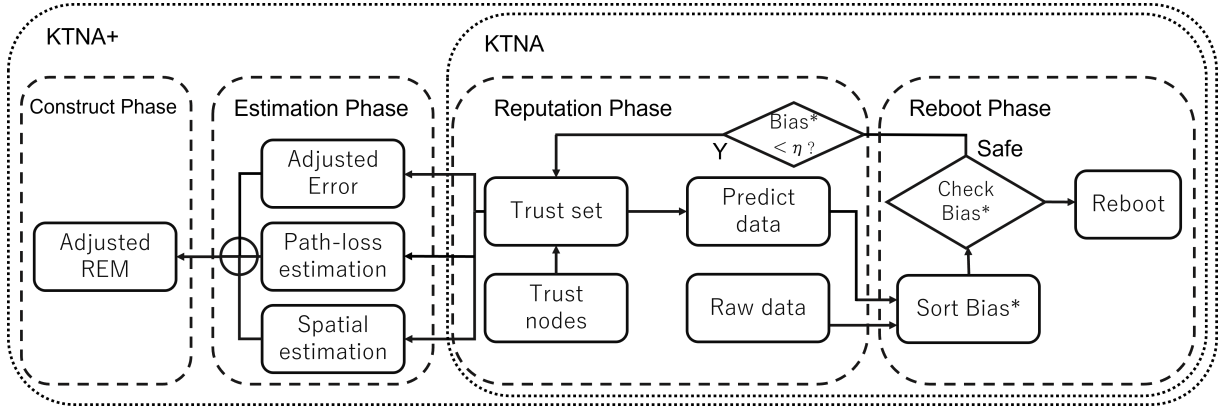 KTNA+
KTNA
Construct Phase
Estimation Phase
Reputation Phase
Reboot Phase
Adjusted
REM
Adjusted
Error
Path-loss
estimation
Spatial
estimation
Trust set
Trust
nodes
Predict
data
Raw data
Bias*
< η ?
Y
Safe
Check
Bias*
Sort Bias*
Reboot